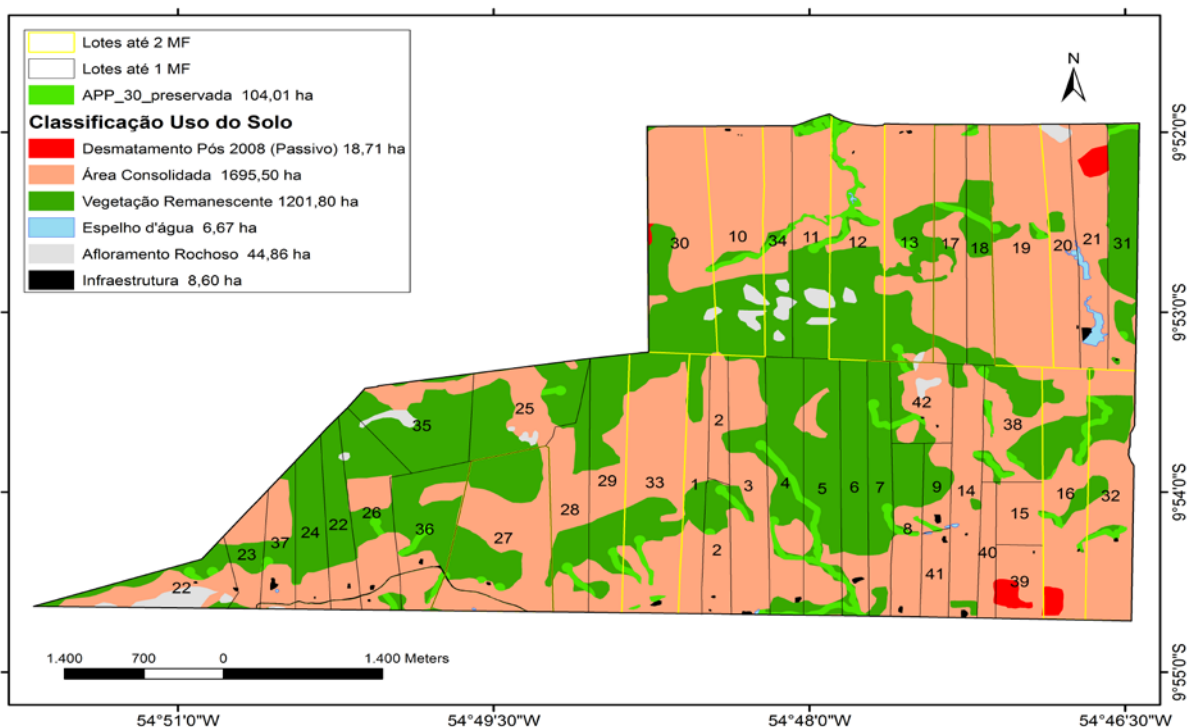 Lotes até 2 MF
Lotes até 1 MF
APP_30_preservada 104,01 ha
Classificação Uso do Solo
Desmatamento Pós 2008 (Passivo) 18,71 ha
Área Consolidada 1695,50 ha
Vegetação Remanescente 1201,80 ha
Espelho d'água 6,67 ha
Afloramento Rochoso 44,86 ha
Infraestrutura 8,60 ha
N
9°52'0"S
30 10 34 11 12 13 17 18 19 20 21 31
9°53'0"S
35 25 2 42 38
29 33 1 3 4 5 6 7 9 14 16 32
9°54'0"S
24 22 26 28 36 27 8 15
23 37 2 40
22 41 39
1.400 700 0 1.400 Meters
9°55'0"S
54°51'0"W 54°49'30"W 54°48'0"W 54°46'30"W